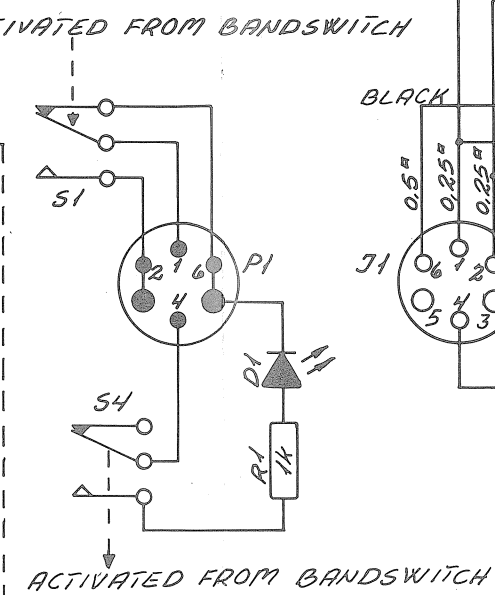 IVATED FROM BANDSWITCH
BLACK
0,5"
0,25"
0,25"
S1
2
1
6
P1
4
J1
6
1
2
5
4
3
D1
S4
R1
1K
ACTIVATED FROM BANDSWITCH